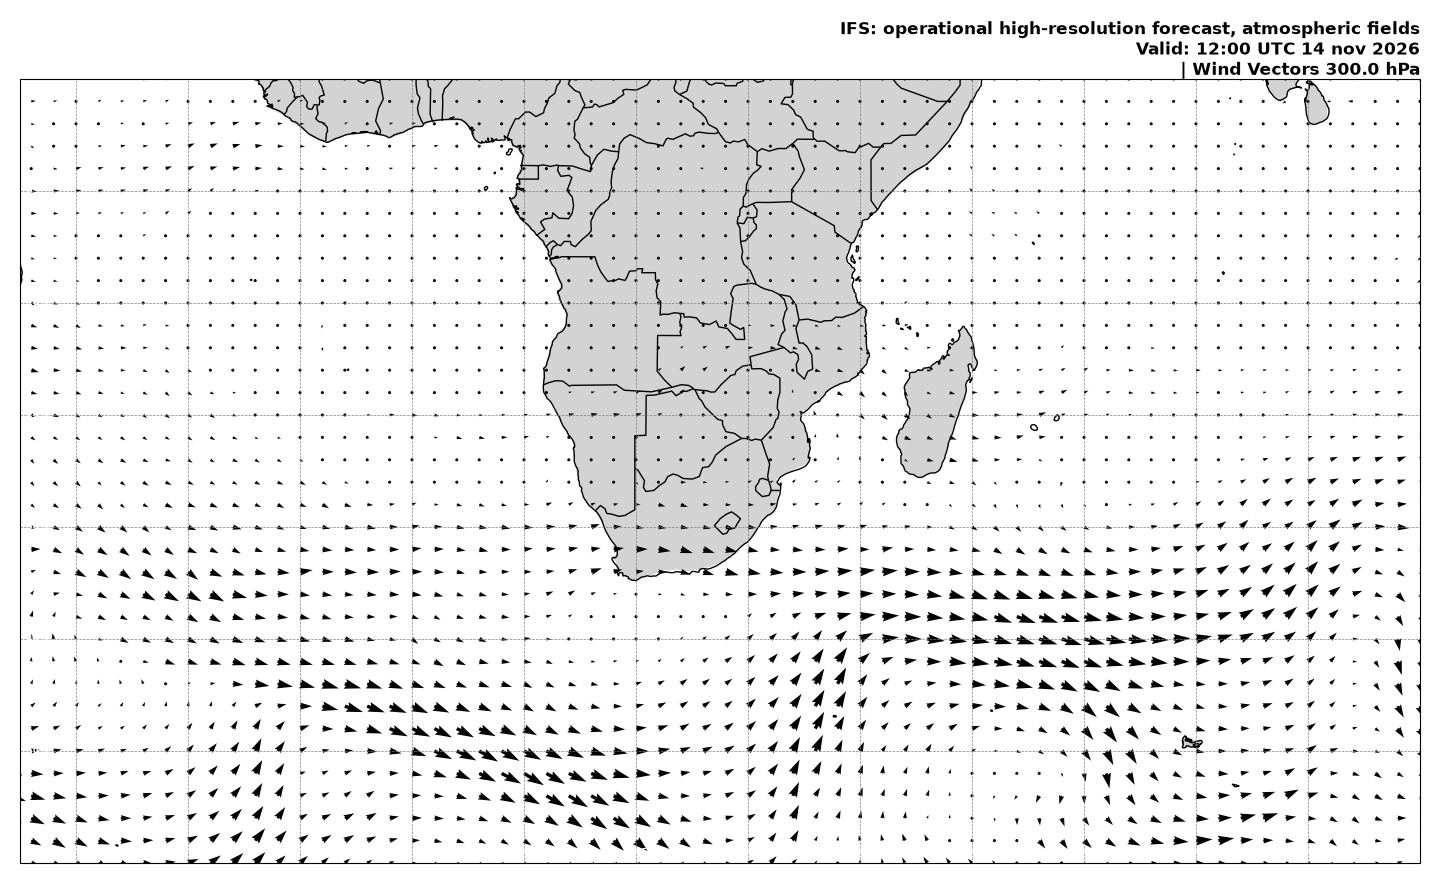 IFS: operational high-resolution forecast, atmospheric fields
Valid: 12:00 UTC 14 nov 2026
| Wind Vectors 300.0 hPa